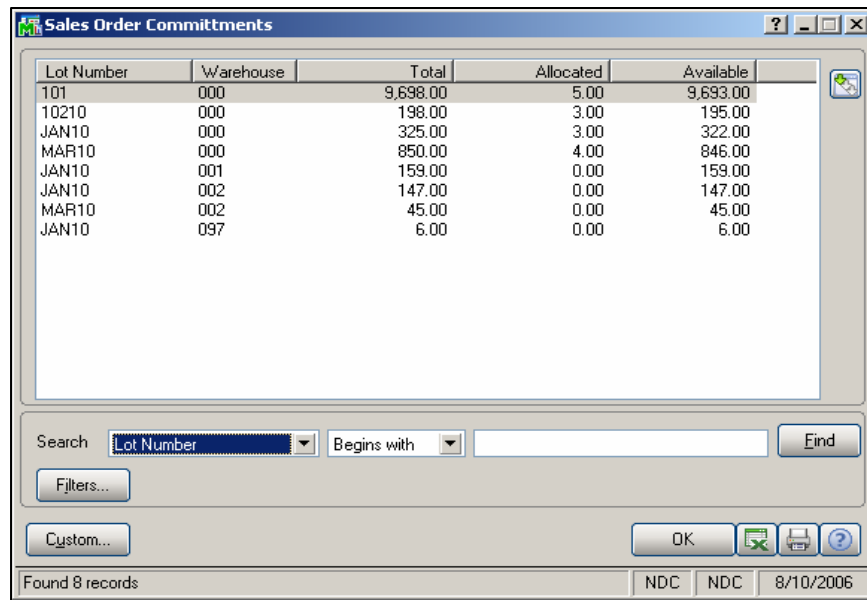 Sales Order Committments
Lot Number Warehouse Total Allocated Available
101 000 9,698.00 5.00 9,693.00
10210 000 198.00 3.00 195.00
JAN10 000 325.00 3.00 322.00
MAR10 000 850.00 4.00 846.00
JAN10 001 159.00 0.00 159.00
JAN10 002 147.00 0.00 147.00
MAR10 002 45.00 0.00 45.00
JAN10 097 6.00 0.00 6.00
Search Lot Number Begins with Find
Filters...
Custom... OK
Found 8 records NDC NDC 8/10/2006